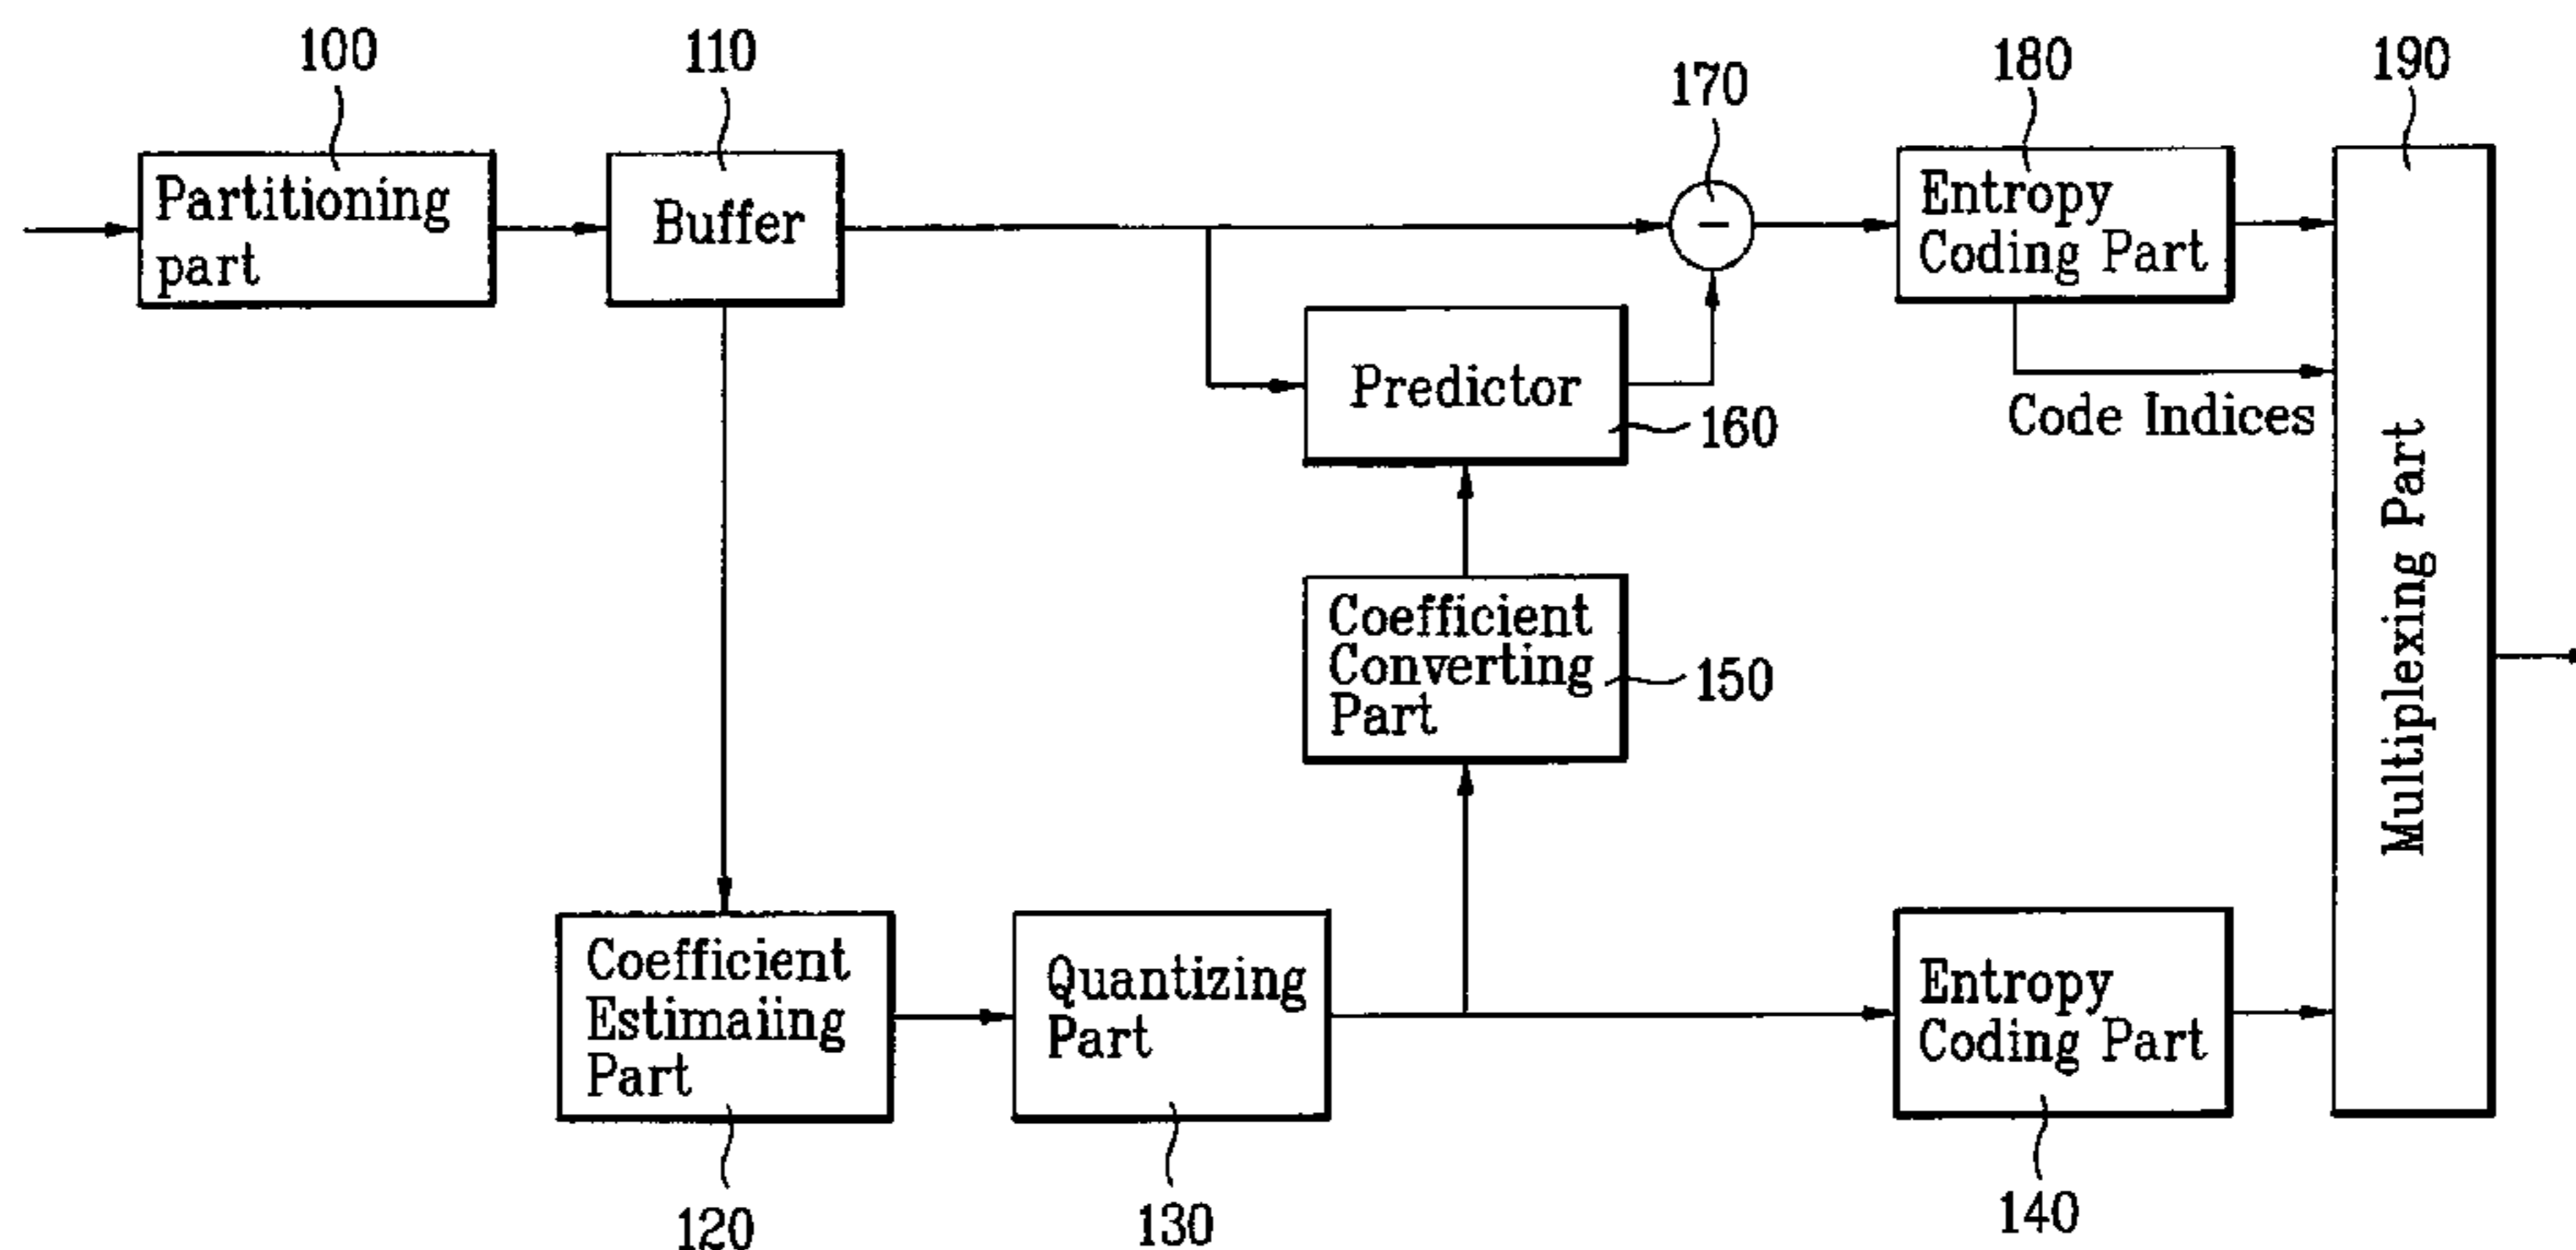 100
110
170
180
190
Partitioning
part
Buffer
-
Entropy
Coding Part
Predictor
160
Code Indices
Multiplexing Part
Coefficient
Converting
Part
150
Coefficient
Estimaiing
Part
Quantizing
Part
Entropy
Coding Part
120
130
140